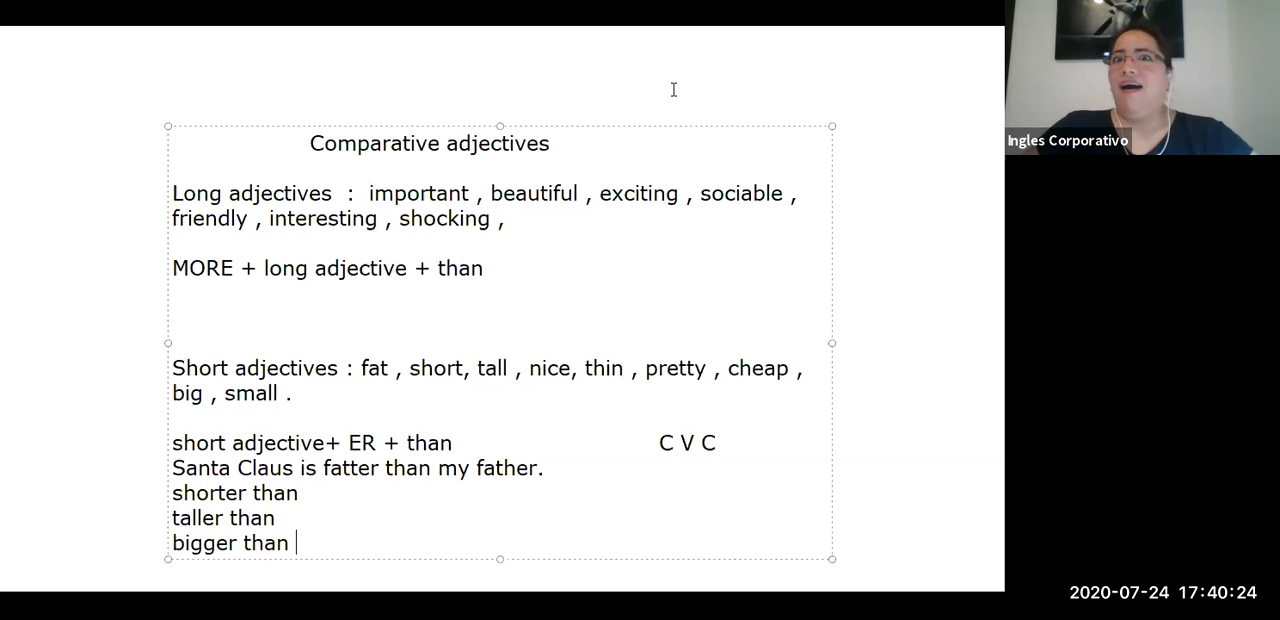 Comparative adjectives
Long adjectives : important , beautiful , exciting , sociable ,
friendly , interesting , shocking ,
MORE + long adjective + than
Short adjectives : fat , short, tall , nice, thin , pretty , cheap ,
big , small .
short adjective+ ER + than C V C
Santa Claus is fatter than my father.
shorter than
taller than
bigger than
Ingles Corporativo
2020-07-24 17:40:24